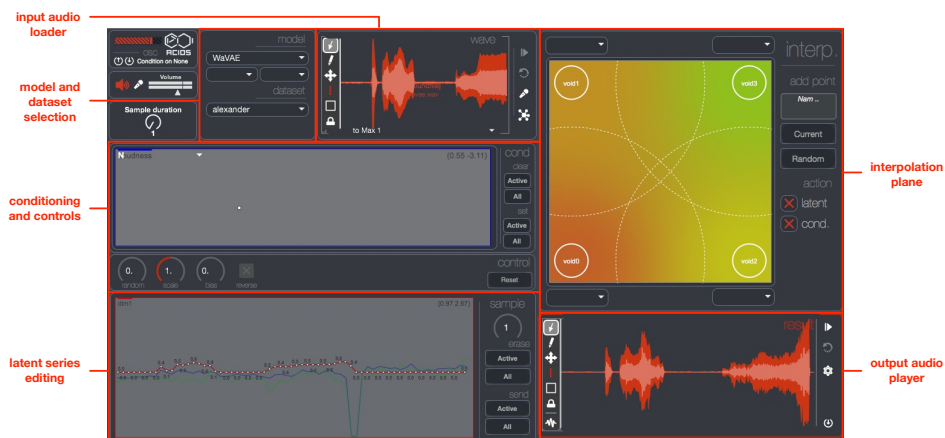 input audio
loader
model and
dataset
selection
conditioning
and controls
latent series
editing
interpolation
plane
output audio
player
OSC
ACIDS
Condition on None
Volume
Sample duration
1
model
WaVAE
dataset
alexander
wave
to Max 1
Loudness
(0.55 -3.11)
cond
clear
Active
All
set
Active
All
0.
1.
0.
random
scale
bias
reverse
control
Reset
dim1
(0.97 2.87)
sample
1
erase
Active
All
send
Active
All
interp.
void1
void3
void0
void2
add point
Nam ..
Current
Random
action
latent
cond.
result